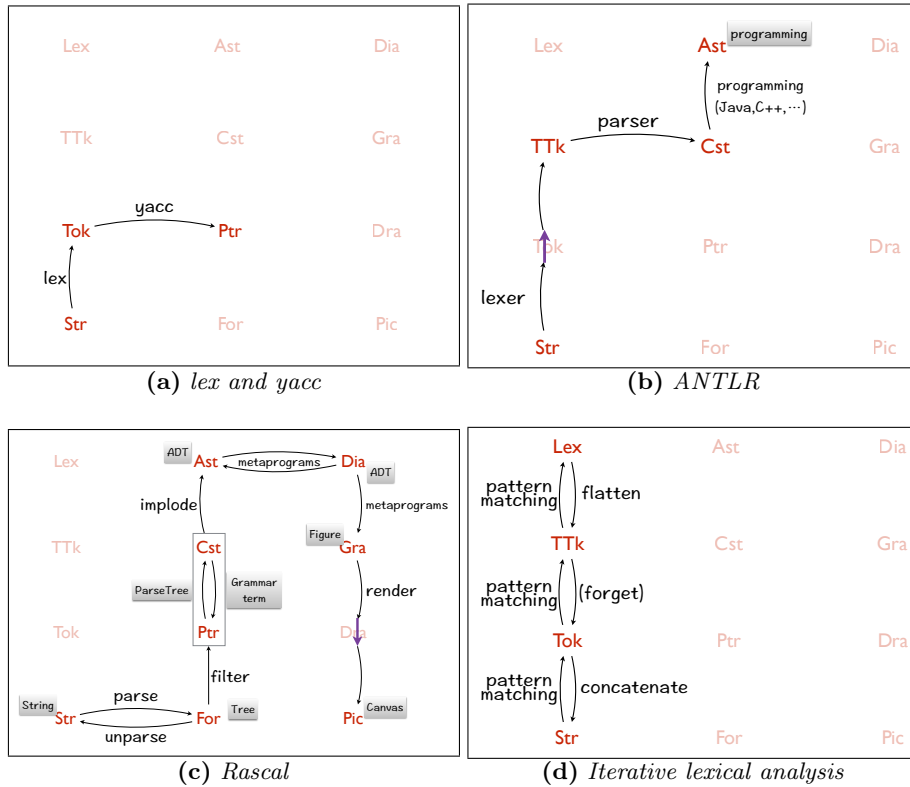 Lex Ast Dia
TTk Cst Gra
yacc
Tok Ptr Dra
lex
Str For Pic
(a) lex and yacc
Lex Ast programming Dia
programming
(Java,C++,…)
parser
TTk Cst Gra
Tok Ptr Dra
lexer
Str For Pic
(b) ANTLR
ADT
Lex Ast metaprograms Dia
ADT
implode metaprograms
Figure
TTk Cst Gra
ParseTree Grammar render
term
Tok Ptr Dra
filter
parse
String Tree Canvas
Str For Pic
unparse
(c) Rascal
Lex Ast Dia
pattern flatten
matching
TTk Cst Gra
pattern (forget)
matching
Tok Ptr Dra
pattern concatenate
matching
Str For Pic
(d) Iterative lexical analysis